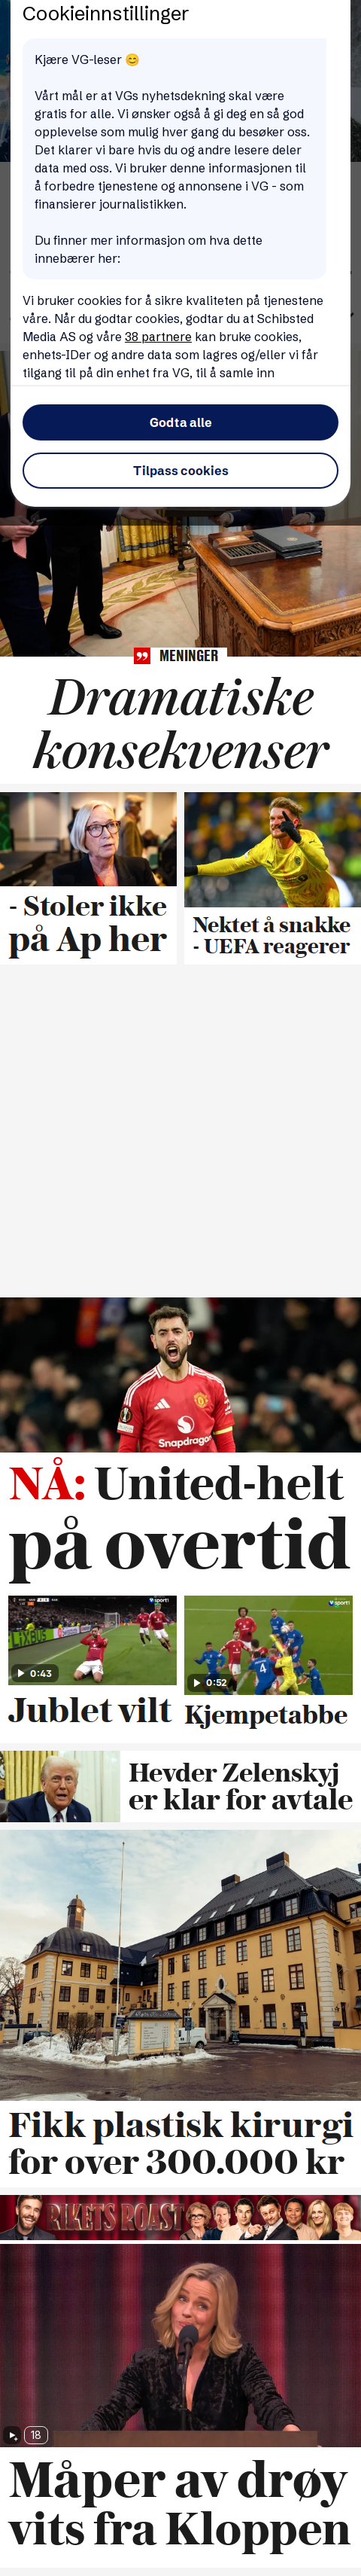 Cookieinnstillinger
Kjære VG-leser 😊
Vårt mål er at VGs nyhetsdekning skal være
gratis for alle. Vi ønsker også å gi deg en så god
opplevelse som mulig hver gang du besøker oss.
Det klarer vi bare hvis du og andre lesere deler
data med oss. Vi bruker denne informasjonen til
å forbedre tjenestene og annonsene i VG - som
finansierer journalistikken.
Du finner mer informasjon om hva dette
innebærer her:
Vi bruker cookies for å sikre kvaliteten på tjenestene
våre. Når du godtar cookies, godtar du at Schibsted
Media AS og våre 38 partnere kan bruke cookies,
enhets-IDer og andre data som lagres og/eller vi får
tilgang til på din enhet fra VG, til å samle inn
Godta alle
Tilpass cookies
MENINGER
Dramatiske
konsekvenser
- Stoler ikke
på Ap her
Nektet å snakke
- UEFA reagerer
Snapdragon
NÅ: United-helt
på overtid
sport!
FLIXBUS
0:43
sport!
4
0:52
Jublet vilt
Kjempetabbe
Hevder Zelenskyj
er klar for avtale
Fikk plastisk kirurgi
for over 300.000 kr
RIKETS ROAST
18
Måper av drøy
vits fra Kloppen